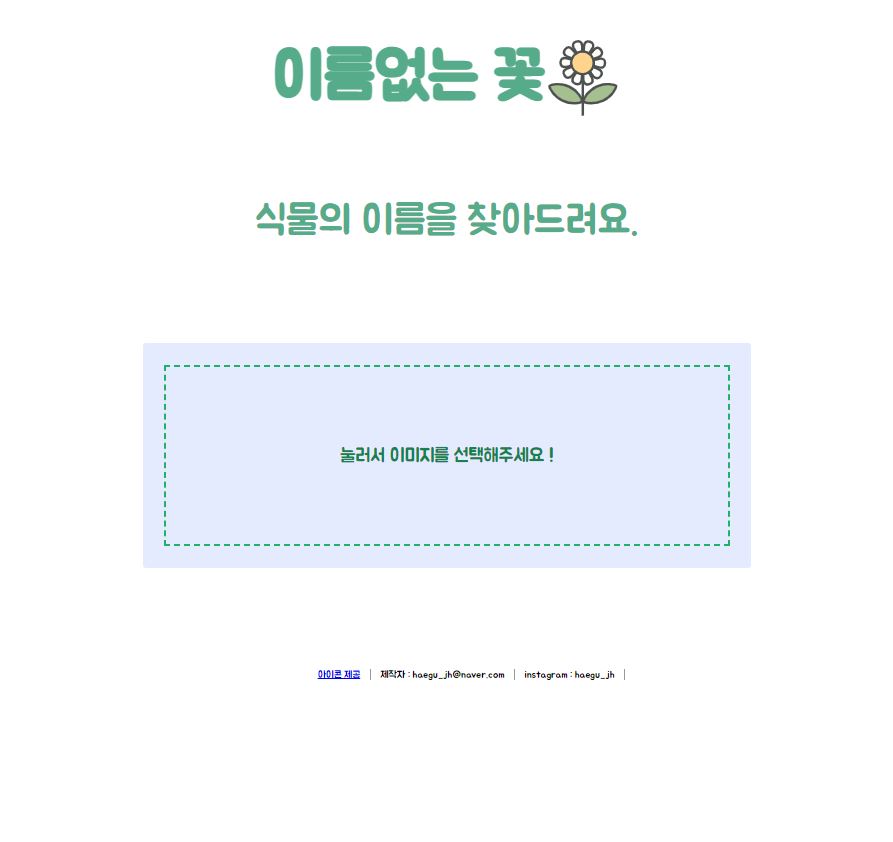 이름없는 꽃
식물의 이름을 찾아드려요.
눌러서 이미지를 선택해주세요 !
아이콘 제공 | 제작자 : haegu_jh@naver.com | instagram : haegu_jh |